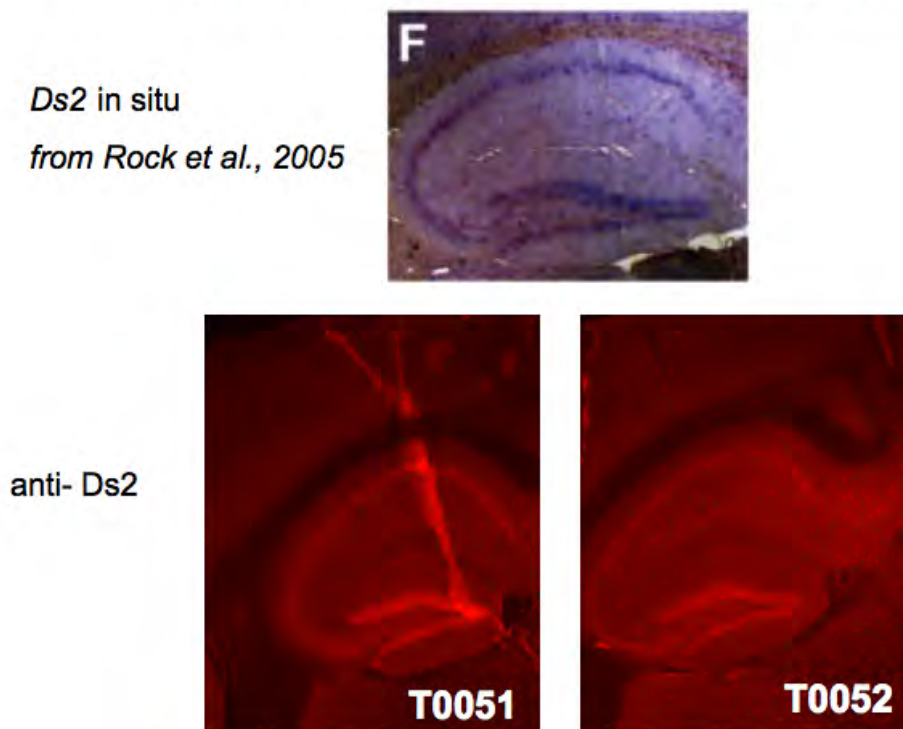 F
Ds2 in situ
from Rock et al., 2005
anti- Ds2
T0051
T0052